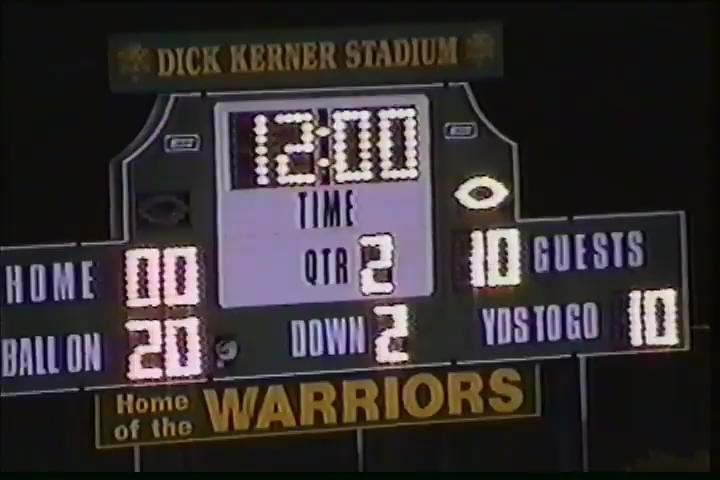 DICK KERNER STADIUM
12:00
TIME
QTR 2
HOME 00
10 GUESTS
BALL ON 20
DOWN 2
YDS TO GO 10
Home of the WARRIORS